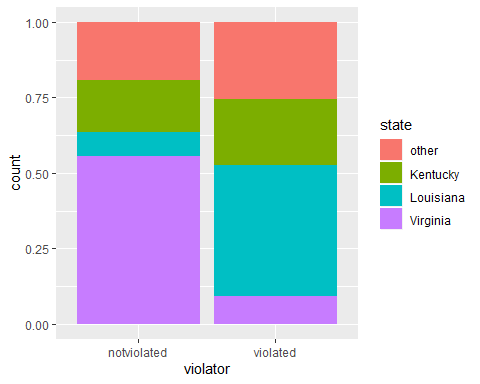 1.00
0.75
0.50
0.25
0.00
count
notviolated
violated
violator
state
other
Kentucky
Louisiana
Virginia